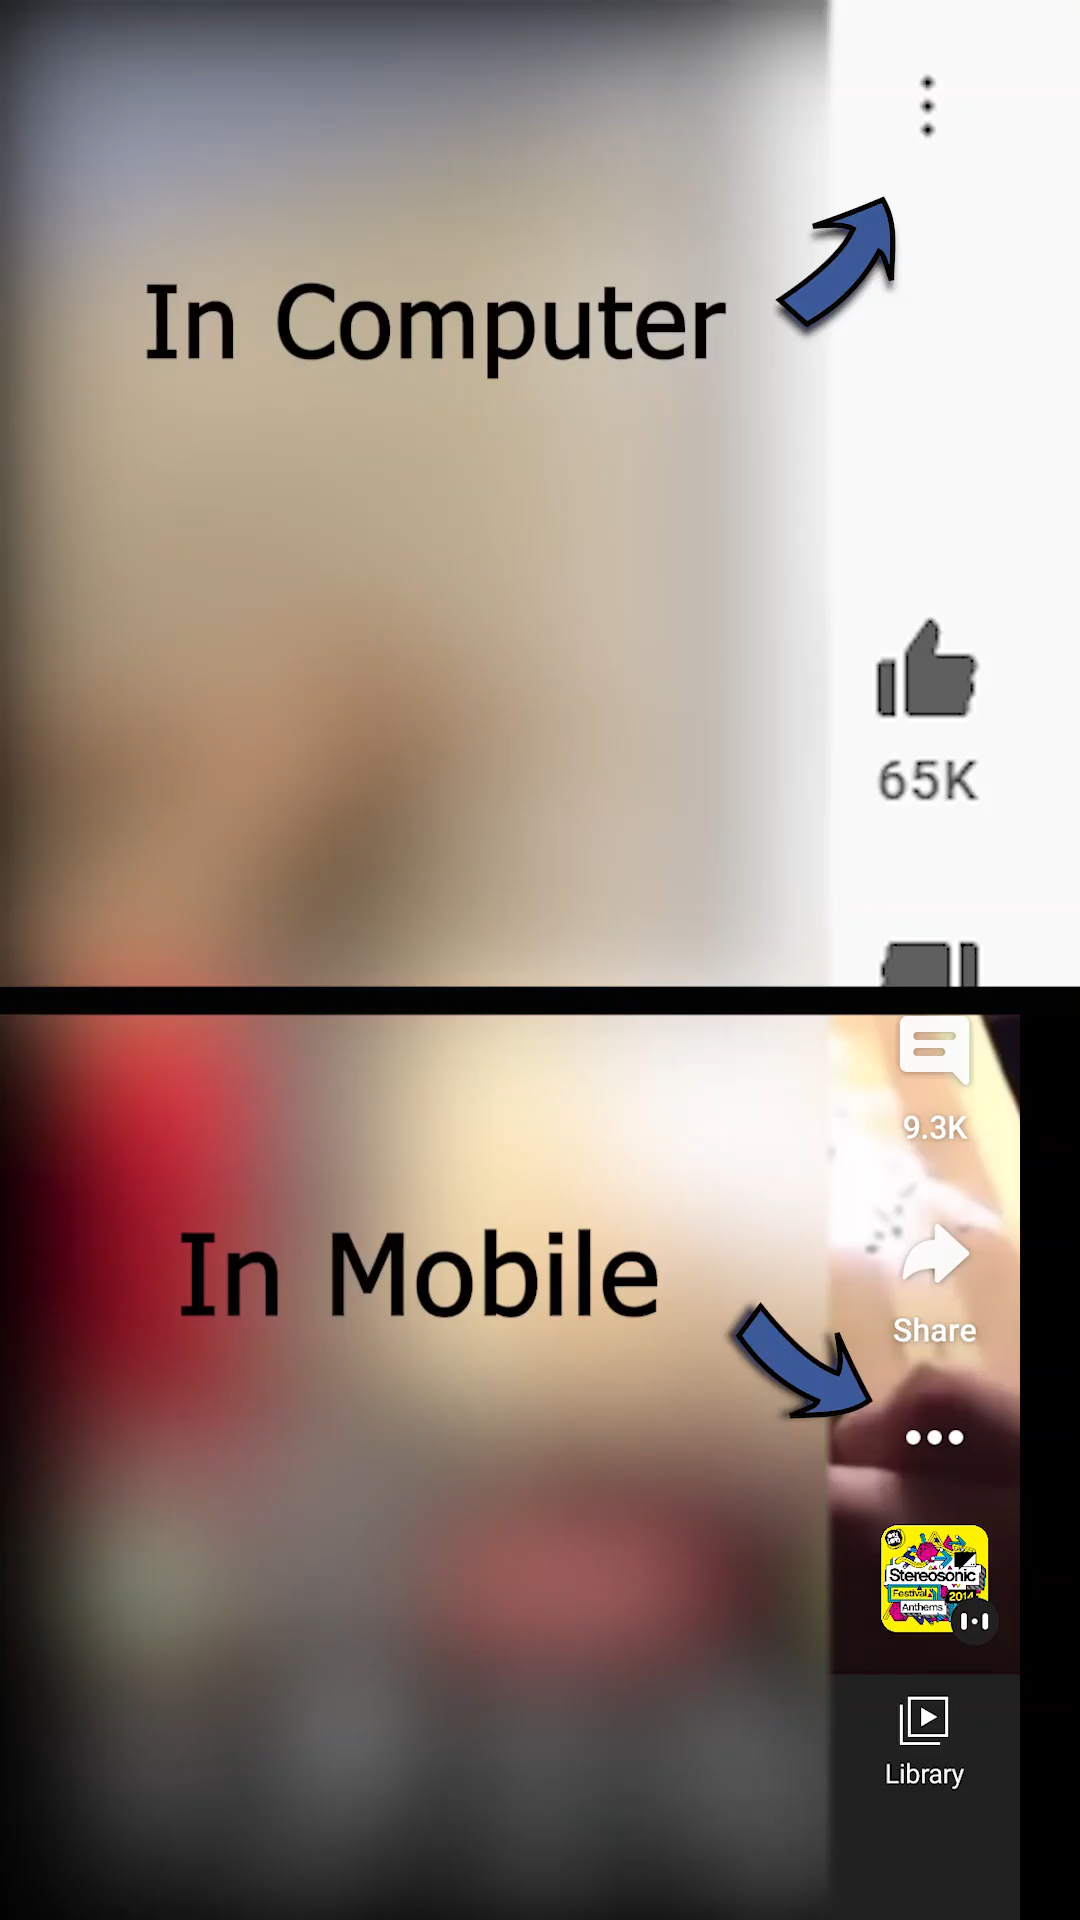 In Computer
65K
In Mobile
9.3K
Share
Stereosonic
Festival
2014
Anthems
Library